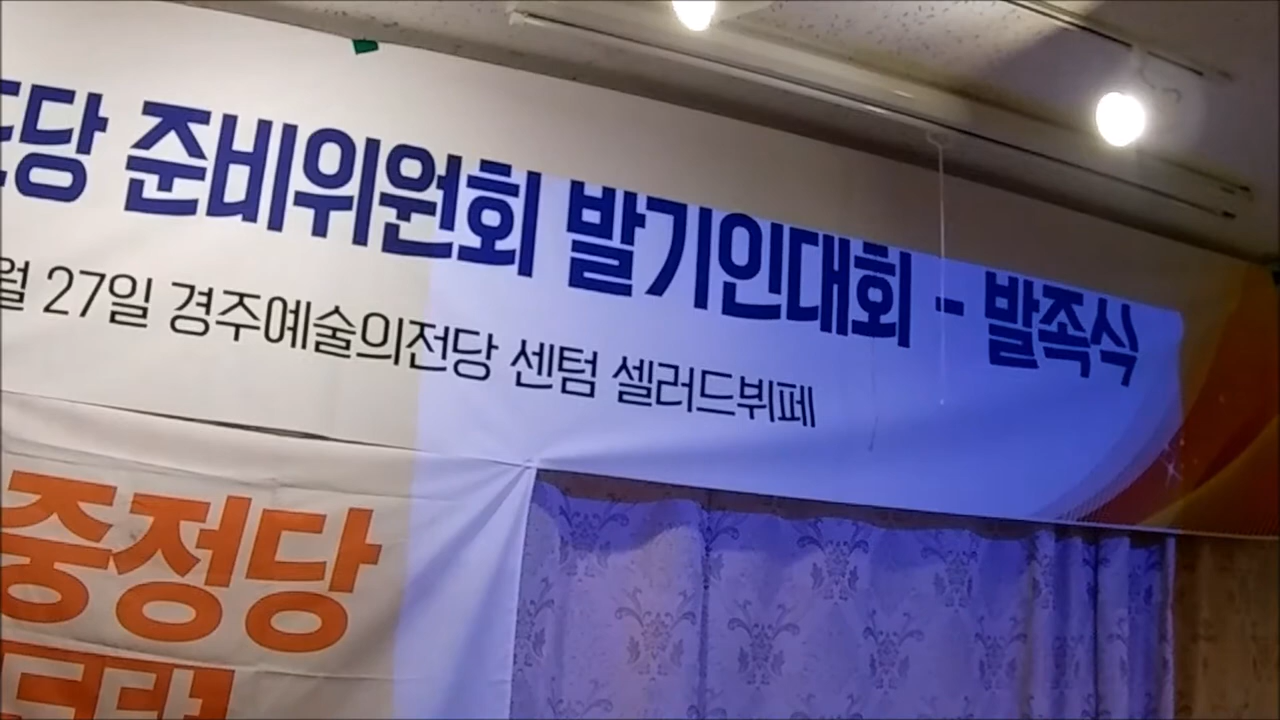 도당 준비위원회 발기인대회 - 발족식
월 27일 경주예술의전당 센텀 셀러드뷔페
중정당